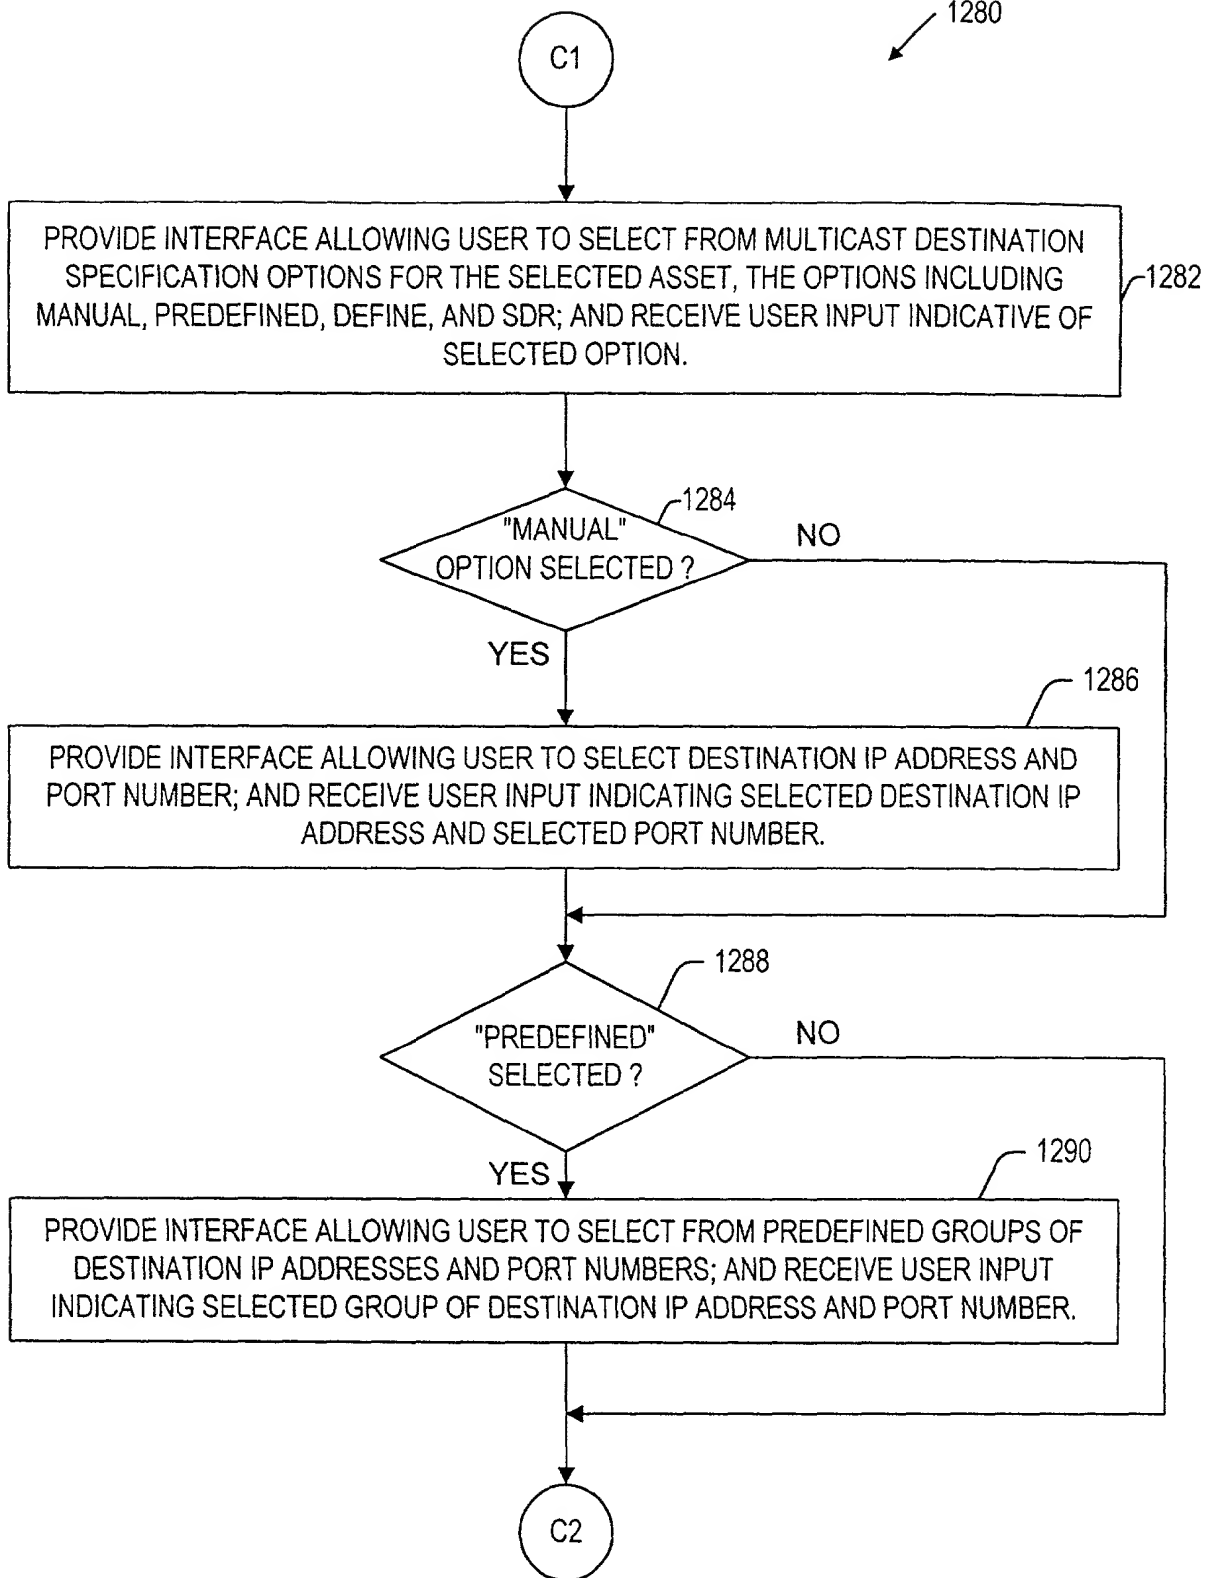 1280
C1
PROVIDE INTERFACE ALLOWING USER TO SELECT FROM MULTICAST DESTINATION
SPECIFICATION OPTIONS FOR THE SELECTED ASSET, THE OPTIONS INCLUDING
MANUAL, PREDEFINED, DEFINE, AND SDR; AND RECEIVE USER INPUT INDICATIVE OF
SELECTED OPTION.
1282
1284
"MANUAL"
OPTION SELECTED ?
NO
YES
1286
PROVIDE INTERFACE ALLOWING USER TO SELECT DESTINATION IP ADDRESS AND
PORT NUMBER; AND RECEIVE USER INPUT INDICATING SELECTED DESTINATION IP
ADDRESS AND SELECTED PORT NUMBER.
1288
"PREDEFINED"
SELECTED ?
NO
YES
1290
PROVIDE INTERFACE ALLOWING USER TO SELECT FROM PREDEFINED GROUPS OF
DESTINATION IP ADDRESSES AND PORT NUMBERS; AND RECEIVE USER INPUT
INDICATING SELECTED GROUP OF DESTINATION IP ADDRESS AND PORT NUMBER.
C2